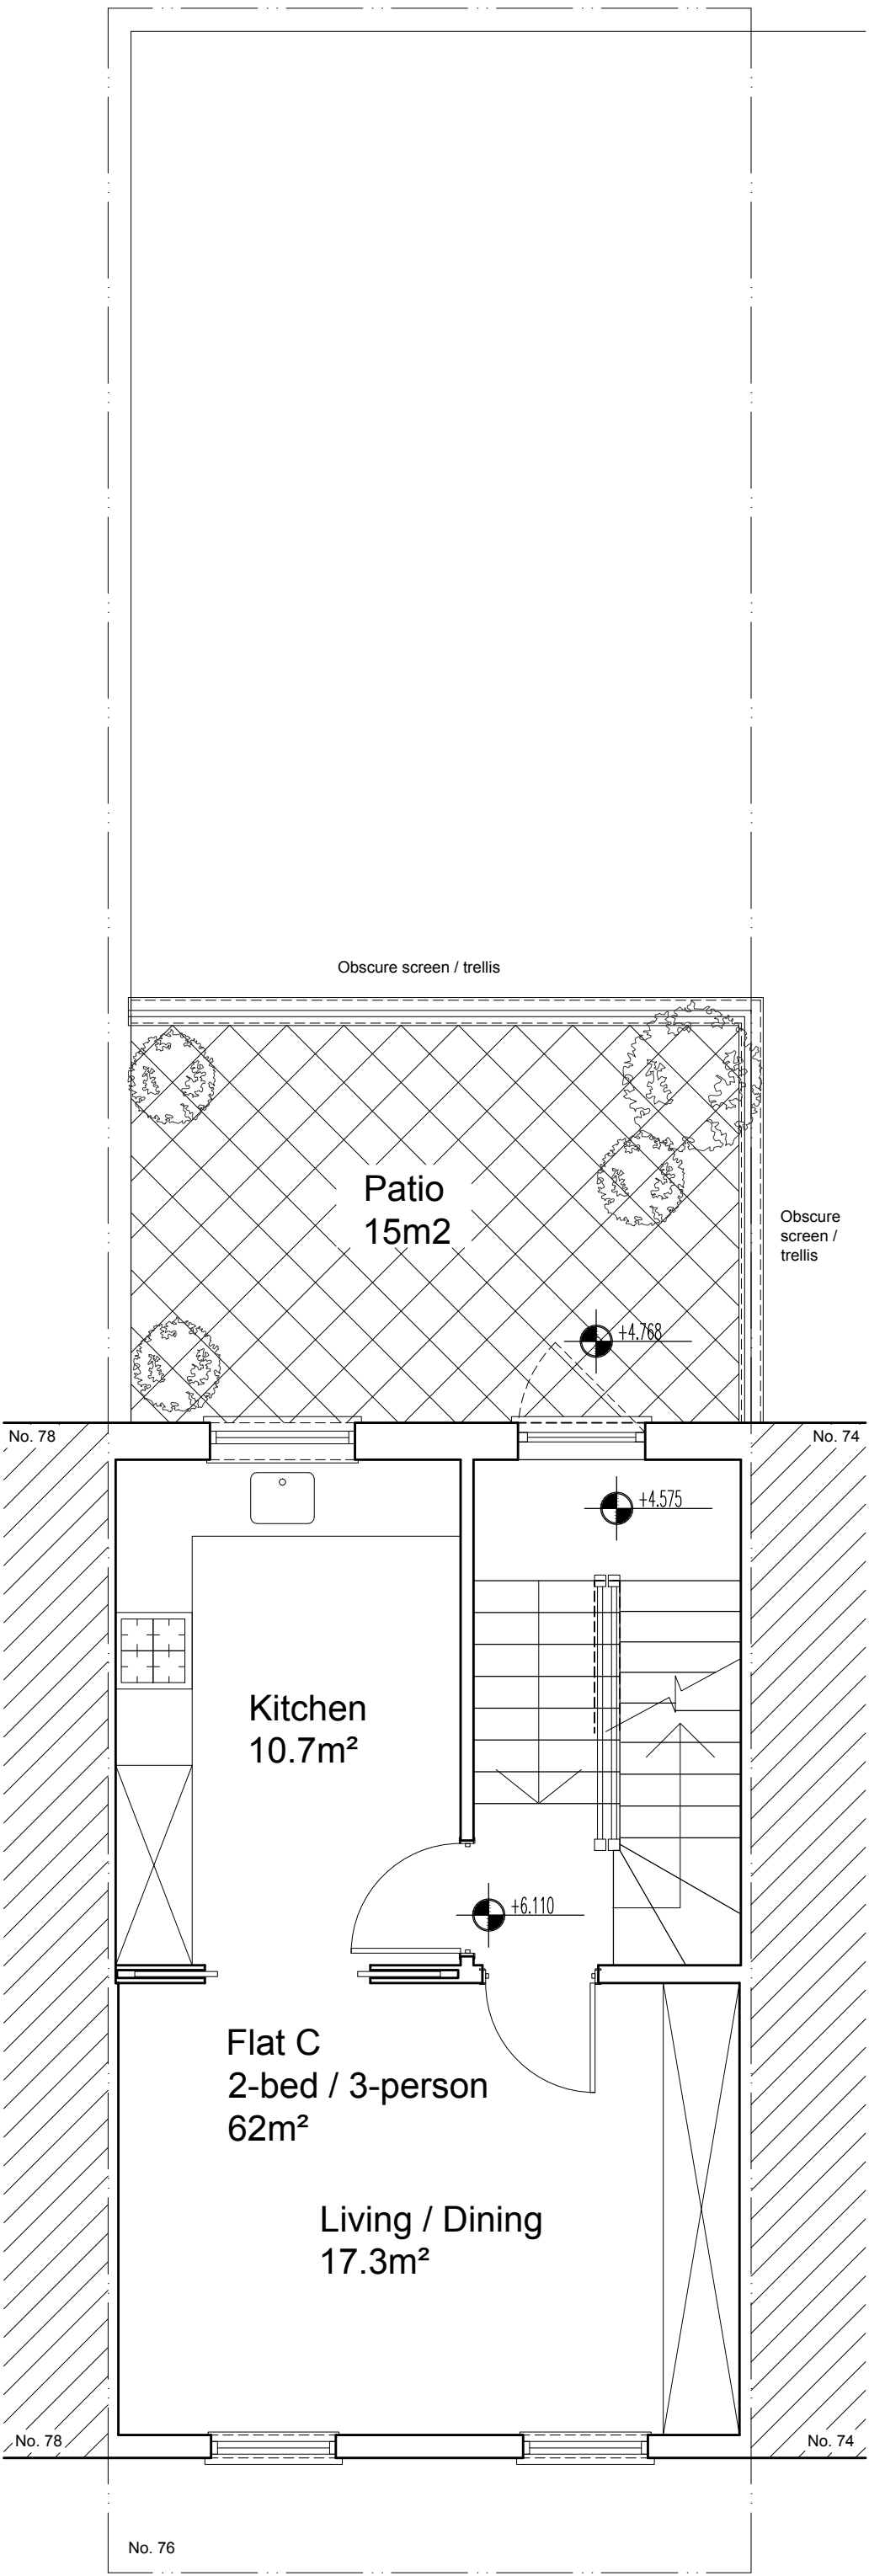 Obscure screen / trellis
Patio
15m2
Obscure
screen /
trellis
+4.768
No. 78
No. 74
+4.575
Kitchen
10.7m²
+6.110
Flat C
2-bed / 3-person
62m²
Living / Dining
17.3m²
No. 78
No. 74
No. 76